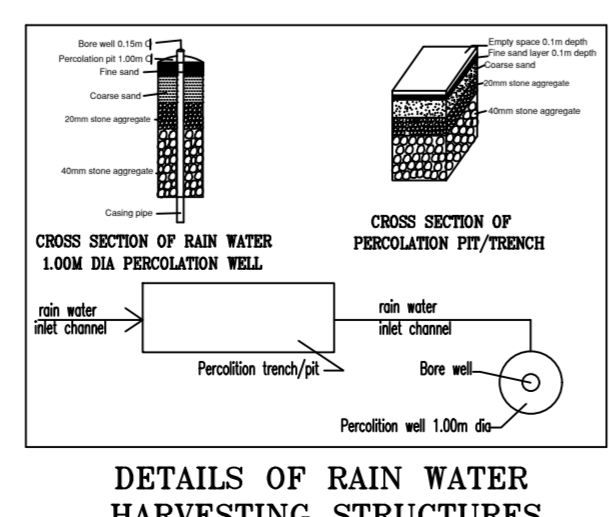 Bore well 0.15m
Percolation pit 1.00m
Fine sand
Coarse sand
20mm stone aggregate
40mm stone aggregate
Casing pipe
CROSS SECTION OF RAIN WATER
1.00M DIA PERCOLATION WELL
Empty space 0.1m depth
Fine sand layer 0.1m depth
Coarse sand
20mm stone aggregate
40mm stone aggregate
CROSS SECTION OF
PERCOLATION PIT/TRENCH
rain water
inlet channel
Percolition trench/pit
rain water
inlet channel
Bore well
Percolition well 1.00m dia
DETAILS OF RAIN WATER
HARVESTING STRUCTURES